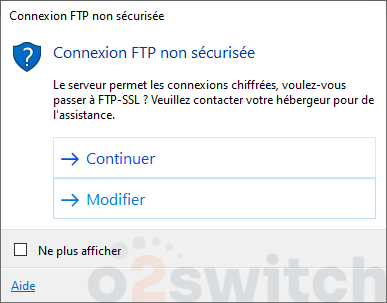 Connexion FTP non sécurisée
Connexion FTP non sécurisée
Le serveur permet les connexions chiffrées, voulez-vous
passer à FTP-SSL ? Veuillez contacter votre hébergeur pour de
l'assistance.
→ Continuer
→ Modifier
Ne plus afficher
Aide
o2switch